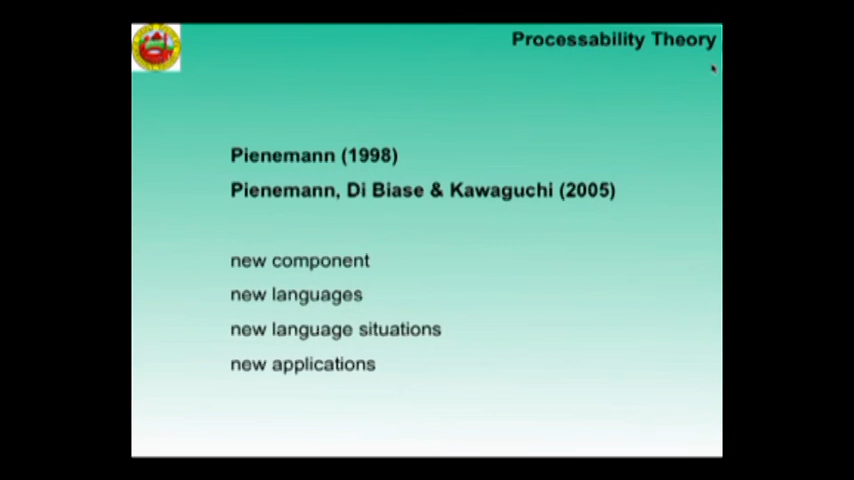 Processability Theory
Pienemann (1998)
Pienemann, Di Biase & Kawaguchi (2005)
new component
new languages
new language situations
new applications